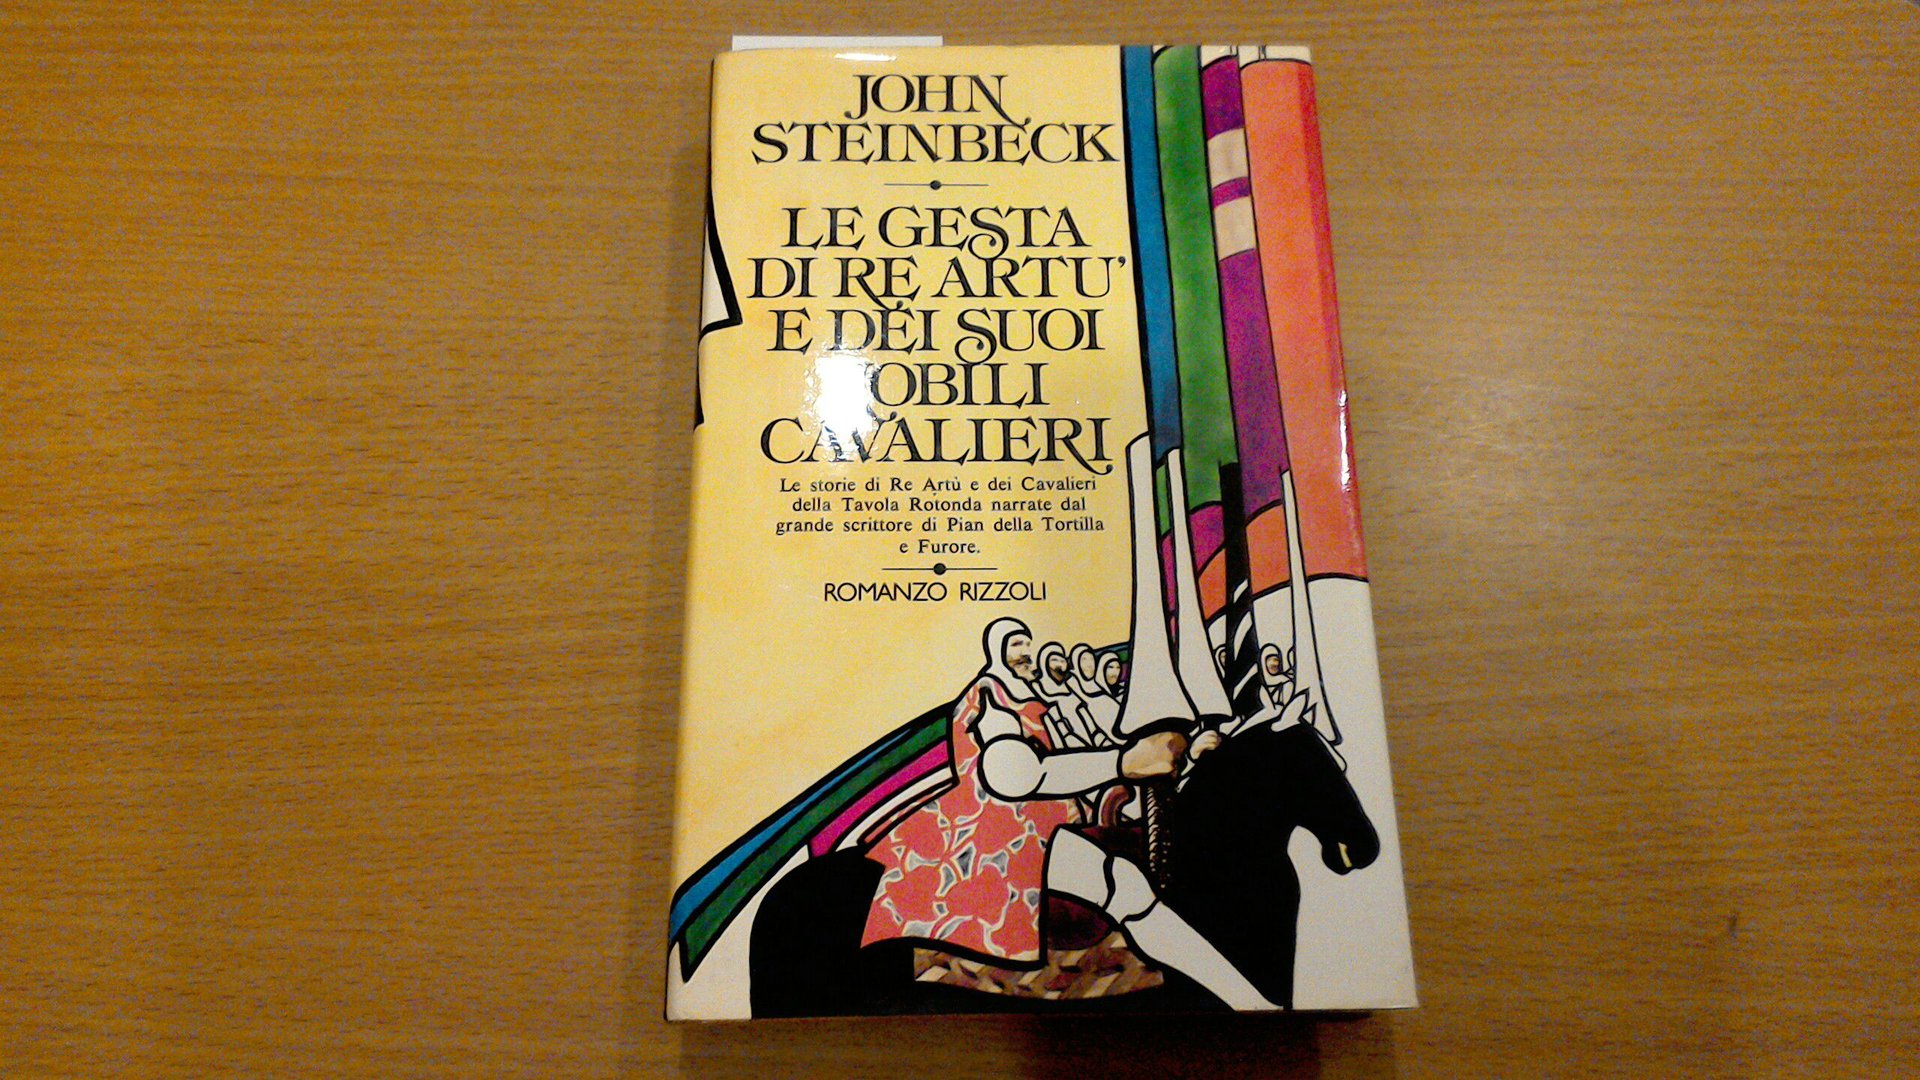 JOHN
STEINBECK
LE GESTA
DI RE ARTU'
E DEI SUOI
NOBILI
CAVALIERI
Le storie di Re Artù e dei Cavalieri
della Tavola Rotonda narrate dal
grande scrittore di Pian della Tortilla
e Furore.
ROMANZO RIZZOLI